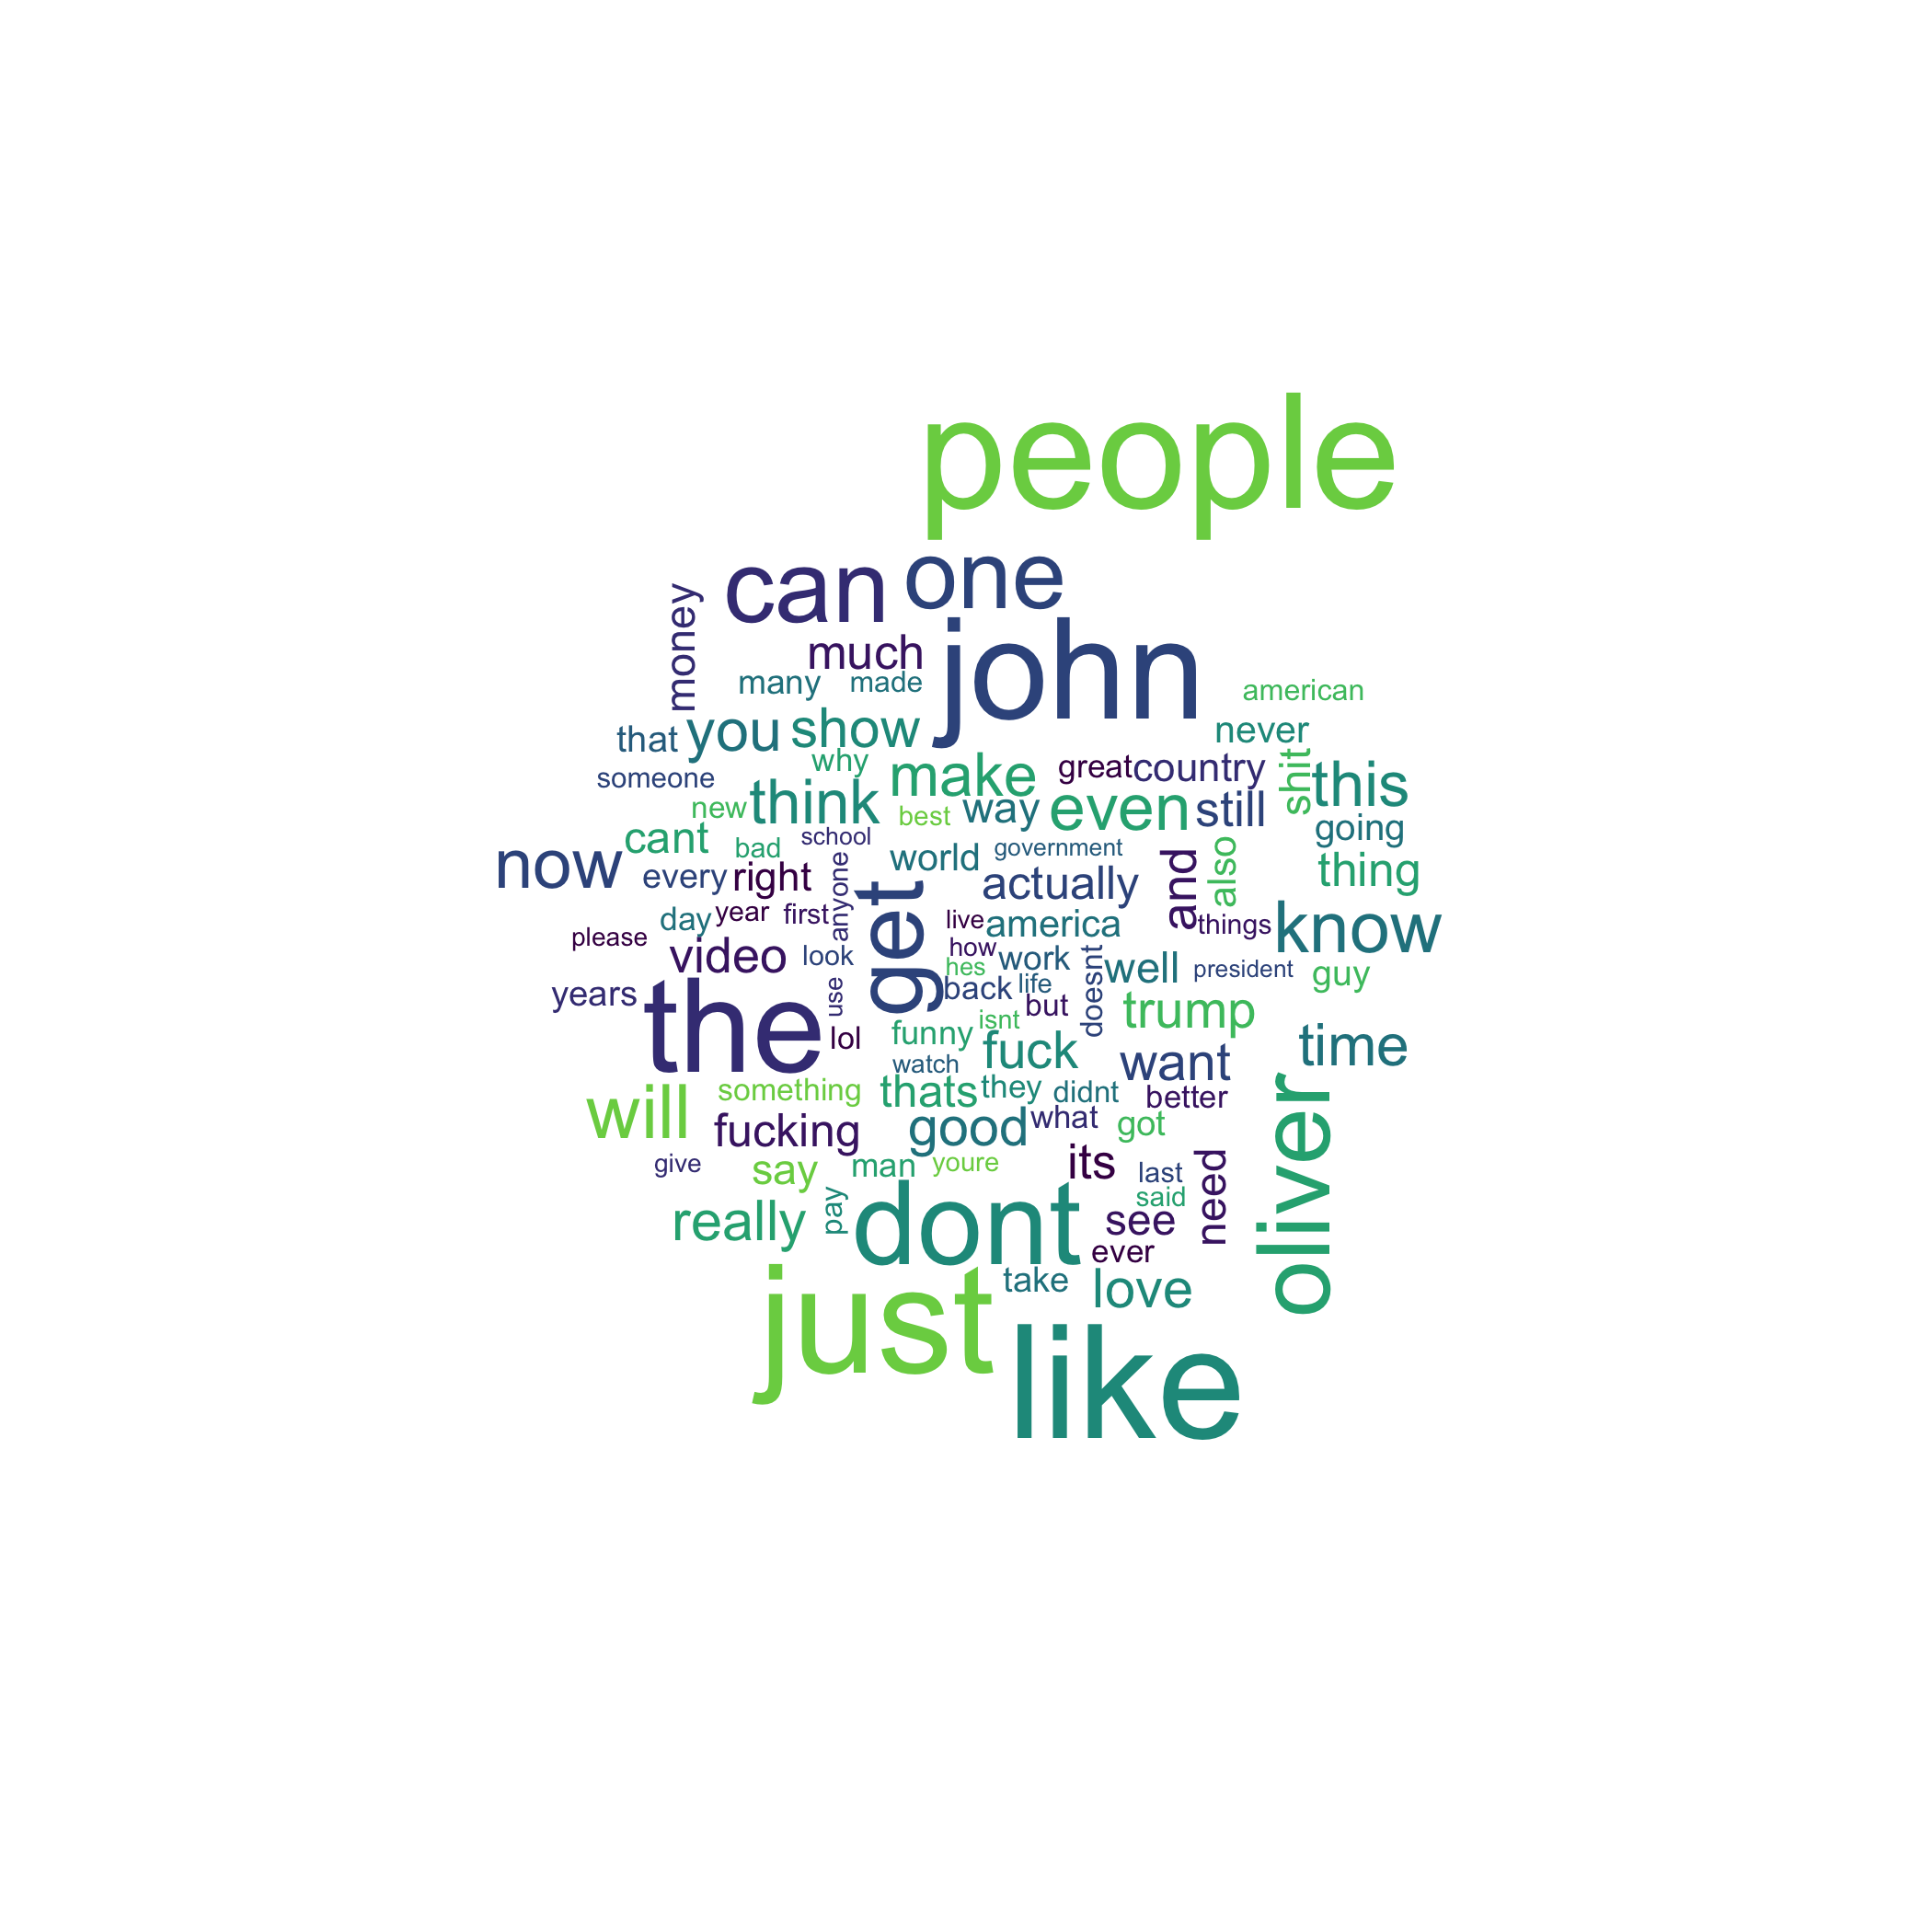 people
can one
money
john
much
many made
american
that you show
never
why
someone
make
great country
shit
this
new think
best way even still
going
cant
bad
school
now
every right
anyone
world
government
actually
and
also
thing
get
day year first
live america
things
know
please
video look
how work
hes
doesnt
well president guy
years
the
use
back life
but
isnt
trump
lol
funny
fuck
time
watch
want
will
something
thats they didnt better
oliver
fucking
good what got
give
say man youre
its last
need
said
really
pay
dont
see
ever
just
take love
like